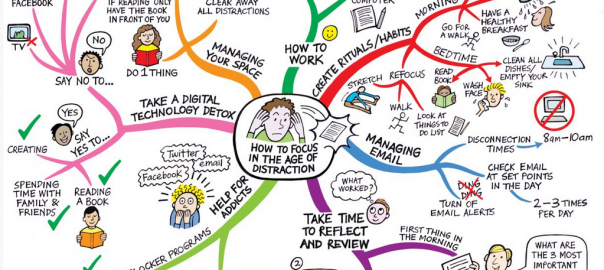 FACEBOOK
IF READING ONLY
HAVE THE BOOK
IN FRONT OF YOU
CLEAR AWAY
ALL DISTRACTIONS
COMPUTER
MORNING
GO FOR
A WALK
HAVE A
HEALTHY
BREAKFAST
TV
NO
SAY NO TO...
DO 1 THING
MANAGING
YOUR SPACE
HOW TO
WORK
CREATE RITUALS/HABITS
BEDTIME
STRETCH
REFOCUS
READ
BOOK
WASH
FACE
CLEAN ALL
DISHES/
EMPTY YOUR
SINK
WALK
LOOK AT
THINGS TO
DO LIST
TAKE A DIGITAL
TECHNOLOGY DETOX
YES
SAY
YES TO...
CREATING
SPENDING
TIME WITH
FAMILY &
FRIENDS
READING
A BOOK
HOW TO FOCUS
IN THE AGE OF
DISTRACTION
MANAGING
EMAIL
DISCONNECTION
TIMES
8am-10am
CHECK EMAIL
AT SET POINTS
IN THE DAY
2-3 TIMES
PER DAY
DING
DING
TURN OF
EMAIL ALERTS
Twitter
email
Facebook
HELP FOR
ADDICTS
LOCKER PROGRAMS
WHAT
WORKED?
TAKE TIME
TO REFLECT
AND REVIEW
FIRST THING
IN THE MORNING
WHAT ARE
THE 3 MOST
IMPORTANT
2